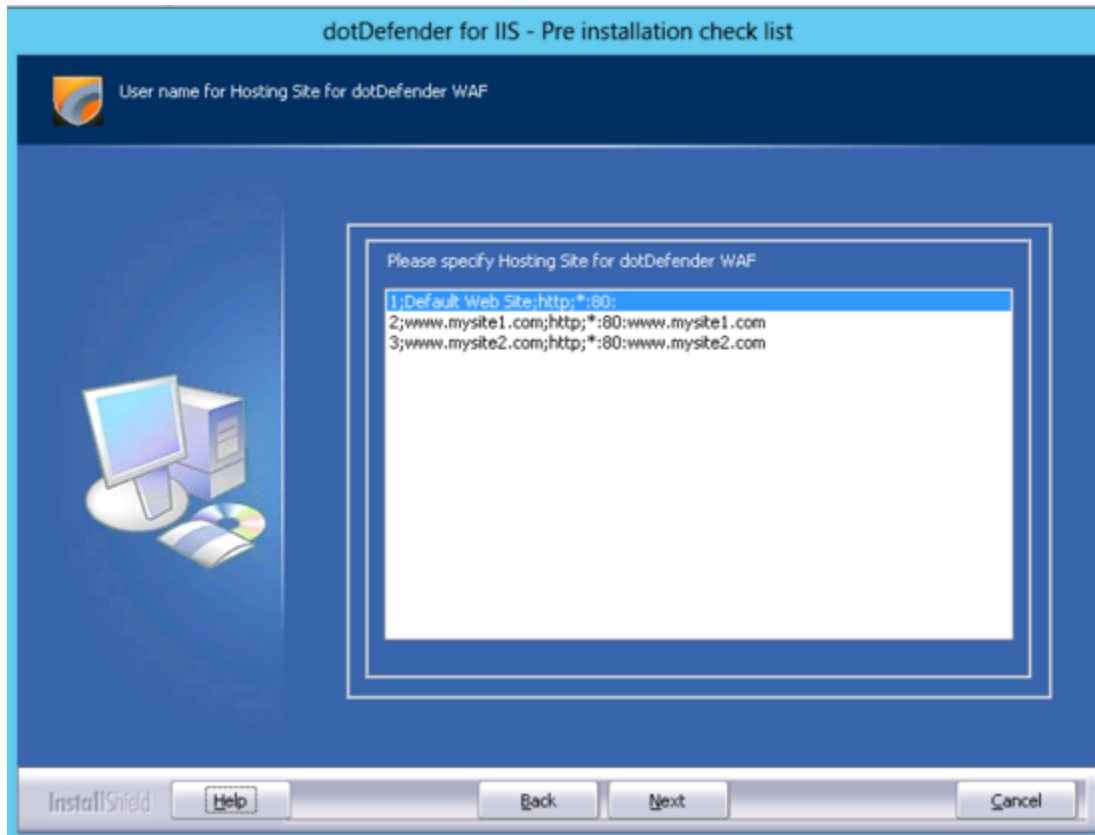 dotDefender for IIS - Pre installation check list
User name for Hosting Site for dotDefender WAF
Please specify Hosting Site for dotDefender WAF
1;Default Web Site;http;*:80:
2;www.mysite1.com;http;*:80:www.mysite1.com
3;www.mysite2.com;http;*:80:www.mysite2.com
InstallShield
Help
Back
Next
Cancel